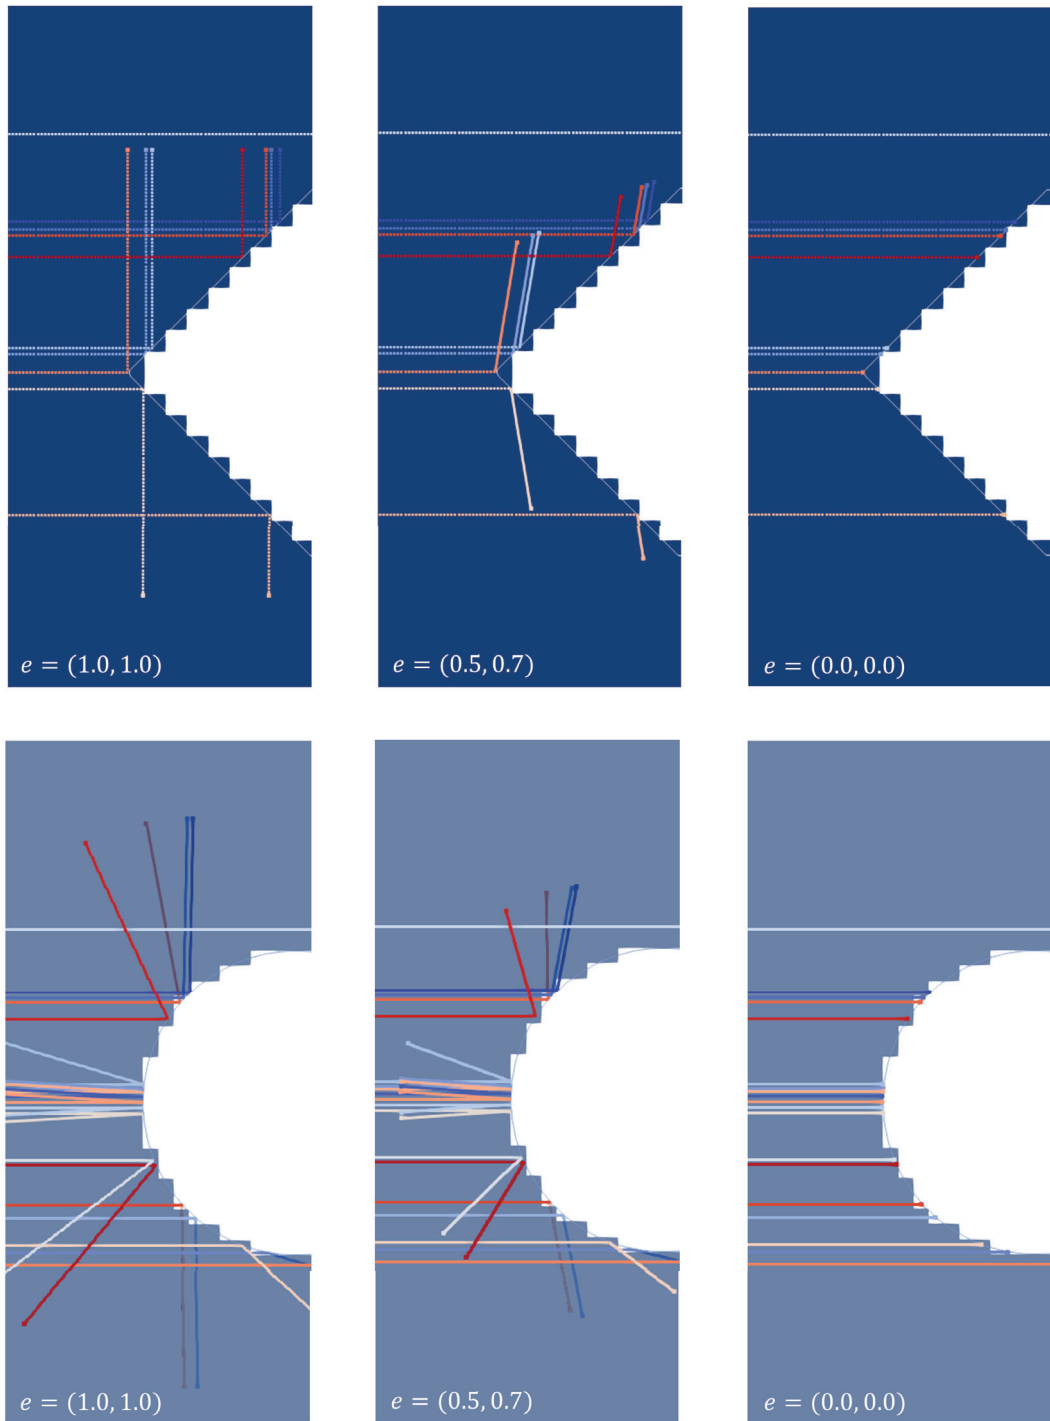 e = (1.0, 1.0)
e = (0.5, 0.7)
e = (0.0, 0.0)
e = (1.0, 1.0)
e = (0.5, 0.7)
e = (0.0, 0.0)